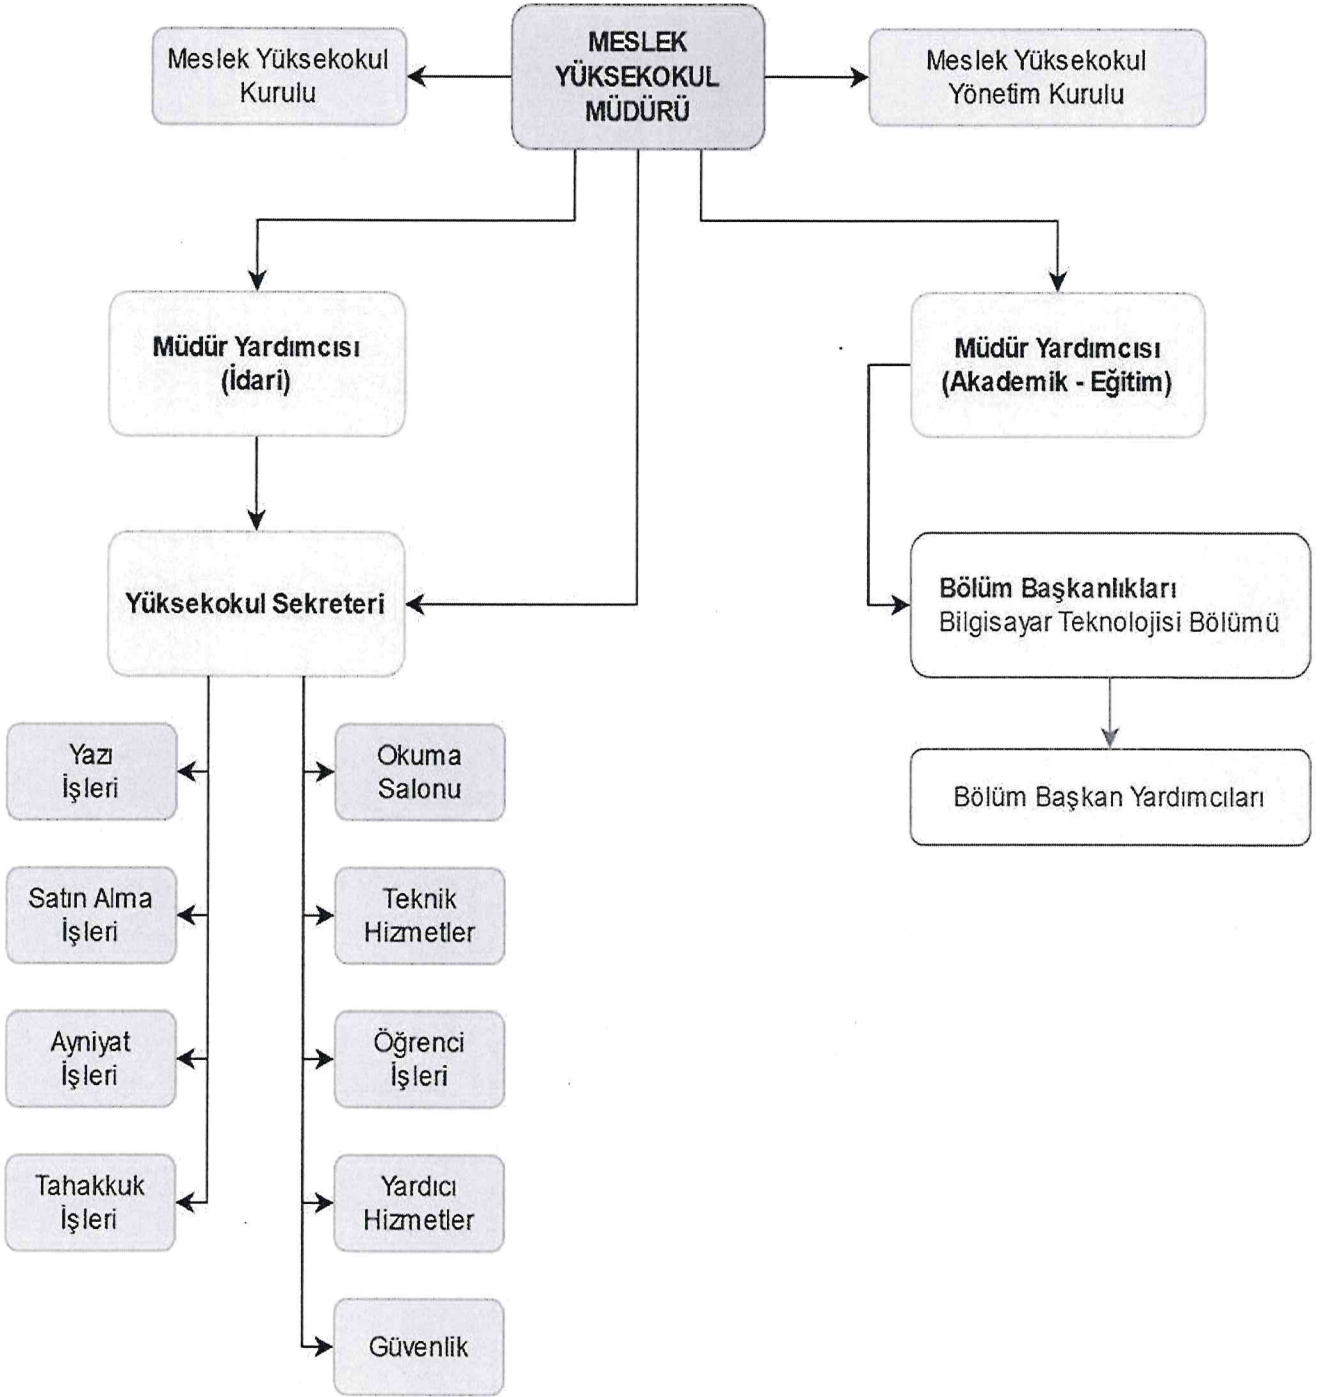 MESLEK
YÜKSEKOKUL
MÜDÜRÜ
Meslek Yüksekokul
Kurulu
Meslek Yüksekokul
Yönetim Kurulu
Müdür Yardımcısı
(İdari)
Müdür Yardımcısı
(Akademik - Eğitim)
Yüksekokul Sekreteri
Bölüm Başkanlıkları
Bilgisayar Teknolojisi Bölümü
Bölüm Başkan Yardımcıları
Yazı
İşleri
Okuma
Salonu
Satın Alma
İşleri
Teknik
Hizmetler
Ayniyat
İşleri
Öğrenci
İşleri
Tahakkuk
İşleri
Yardıcı
Hizmetler
Güvenlik